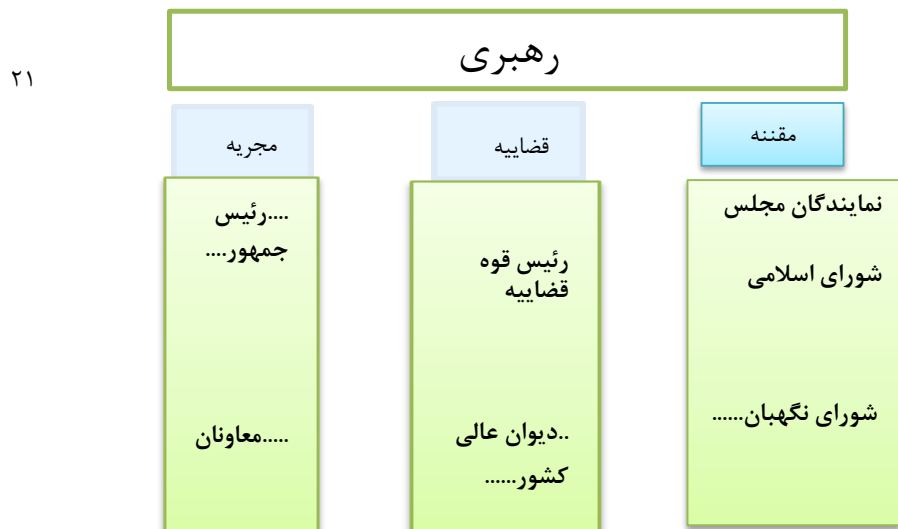 رهبری
۲۱
مقننه
قضاییه
مجریه
نمایندگان مجلس
شورای اسلامی
شورای نگهبان......
رئیس قوه
قضاییه
..دیوان عالی
کشور......
....رئیس
جمهور....
.....معاونان